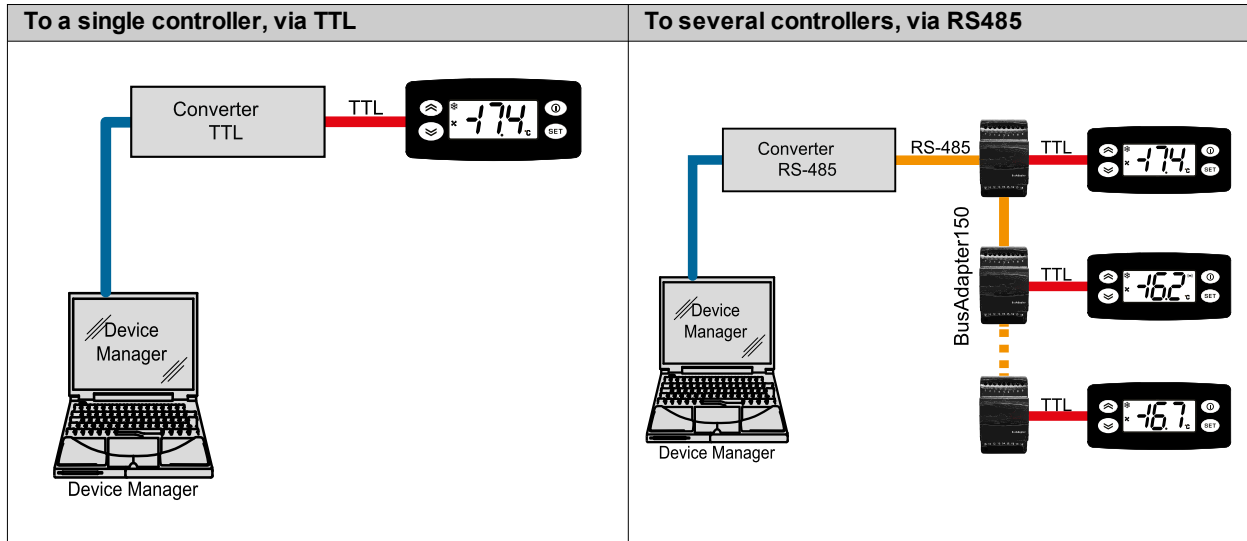 To a single controller, via TTL
Converter
TTL
TTL
-17.4
°C
SET
Device
Manager
Device Manager
To several controllers, via RS485
Converter
RS-485
RS-485
TTL
-17.4
°C
SET
BusAdapter150
TTL
-16.2
°C
SET
Device
Manager
TTL
-16.7
°C
SET
Device Manager